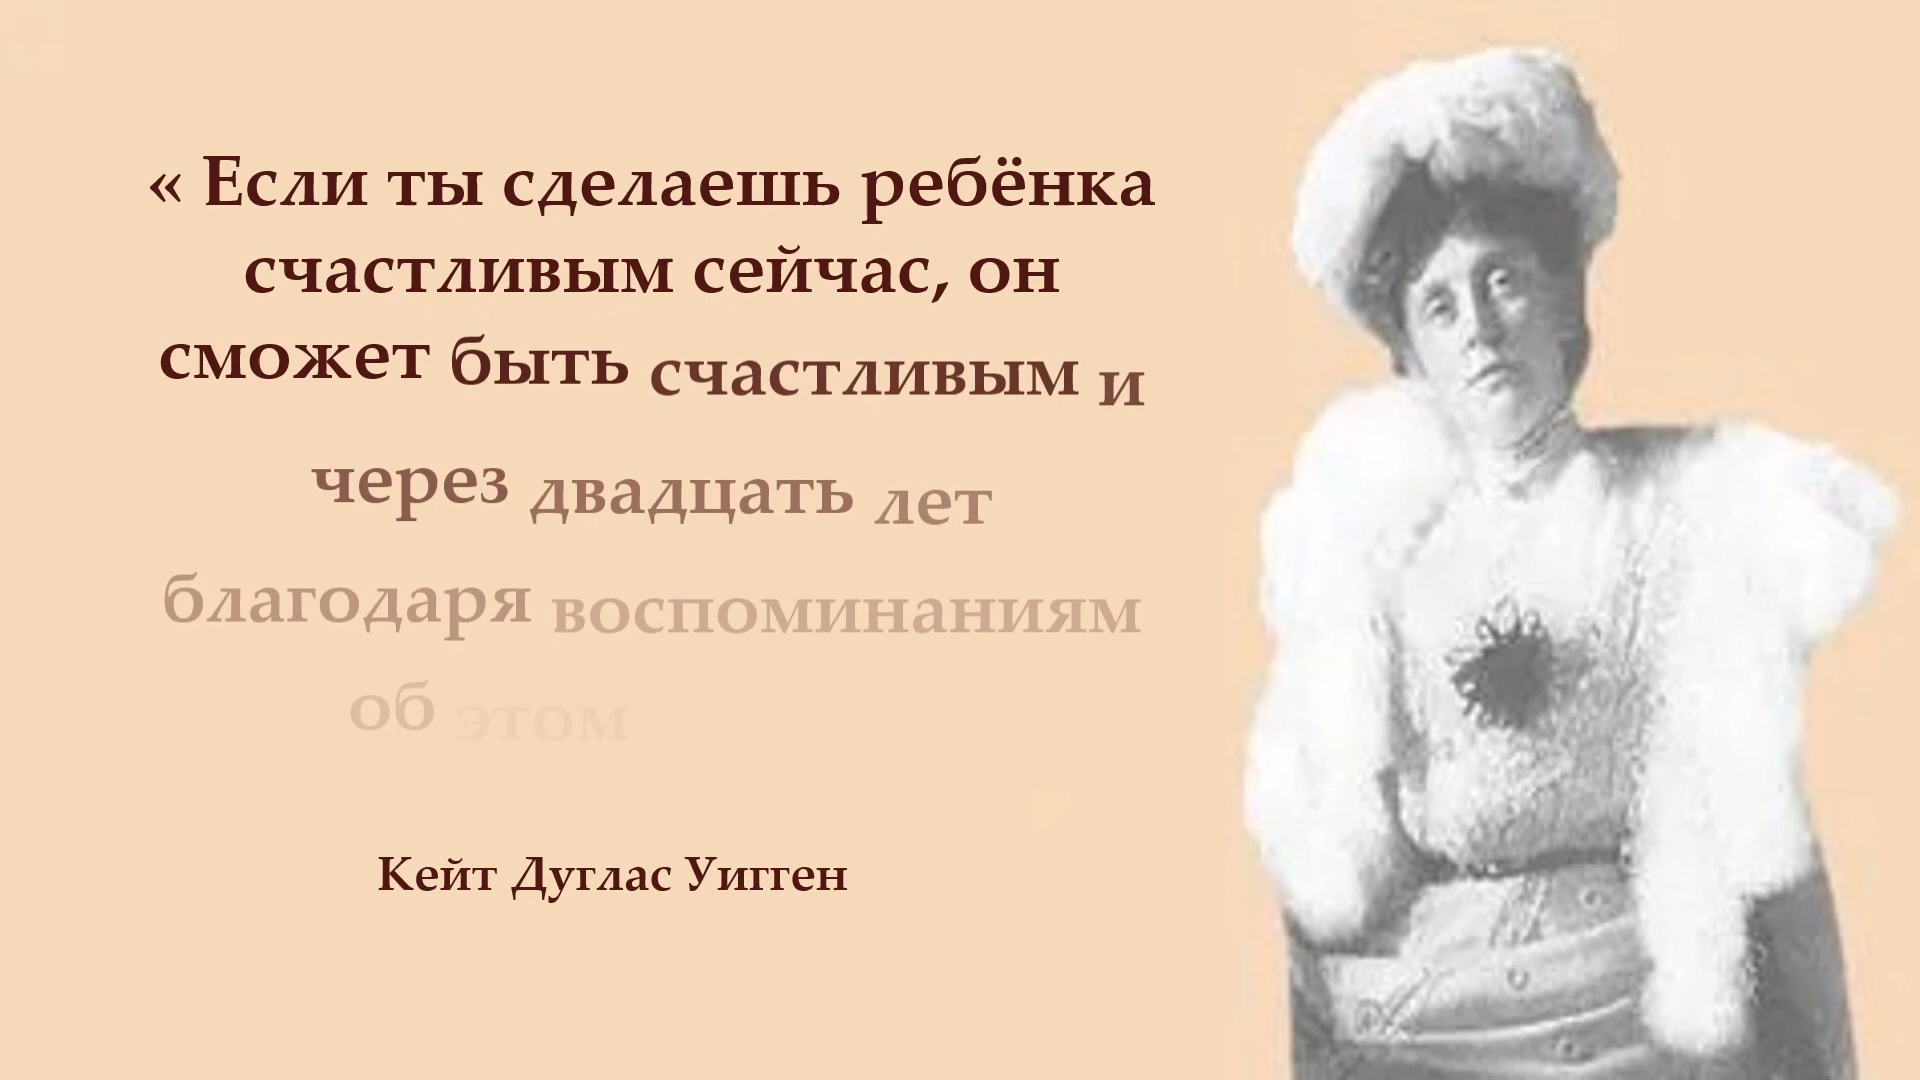 « Если ты сделаешь ребёнка
счастливым сейчас, он
сможет быть счастливым и
через двадцать лет
благодаря воспоминаниям
об этом
Кейт Дуглас Уигген